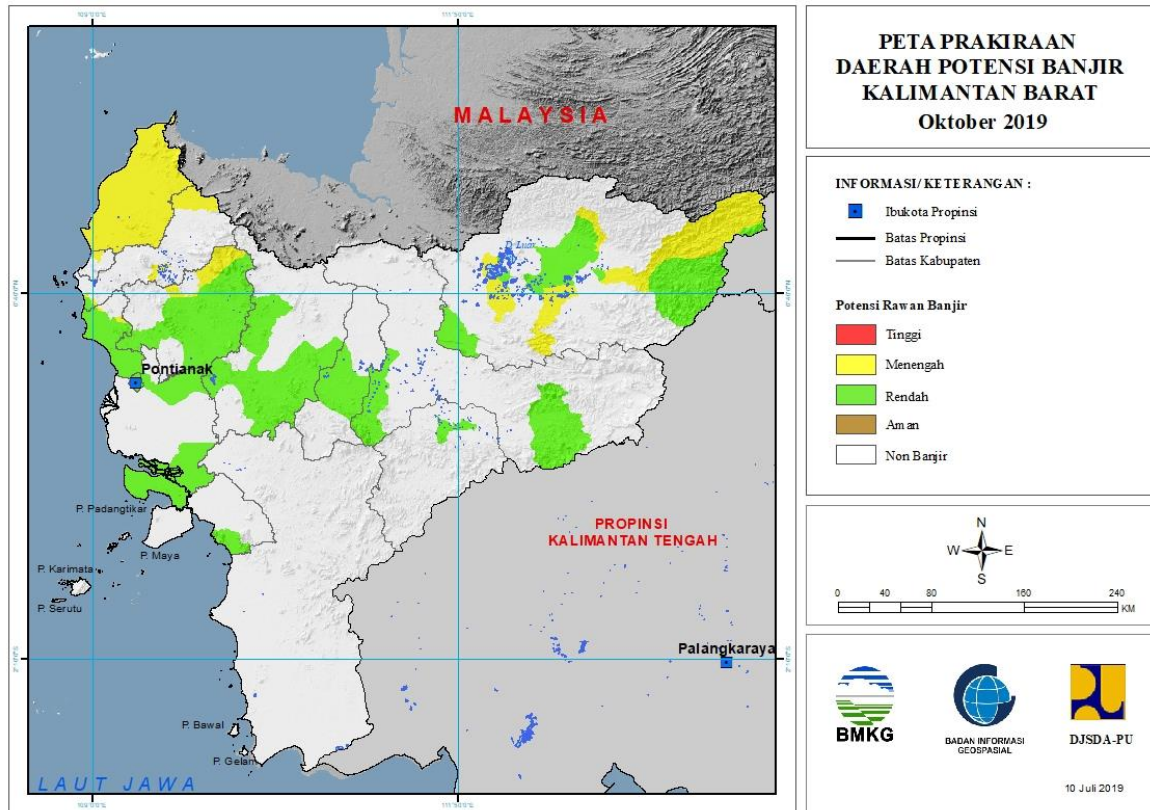 PETA PRAKIRAAN
DAERAH POTENSI BANJIR
KALIMANTAN BARAT
Oktober 2019
INFORMASI/ KETERANGAN :
Ibukota Propinsi
Batas Propinsi
Batas Kabupaten
Potensi Rawan Banjir
Tinggi
Menengah
Rendah
Aman
Non Banjir
N
W E
S
0 40 80 160 240
KM
BMKG
BADAN INFORMASI
GEOSPASIAL
DJSDA-PU
10 Juli 2019
MALAYSIA
Pontianak
P. Padangtikar
P. Maya
P. Karimata
P. Serutu
PROPINSI
KALIMANTAN TENGAH
Palangkaraya
P. Bawal
P. Gelam
LAUT JAWA